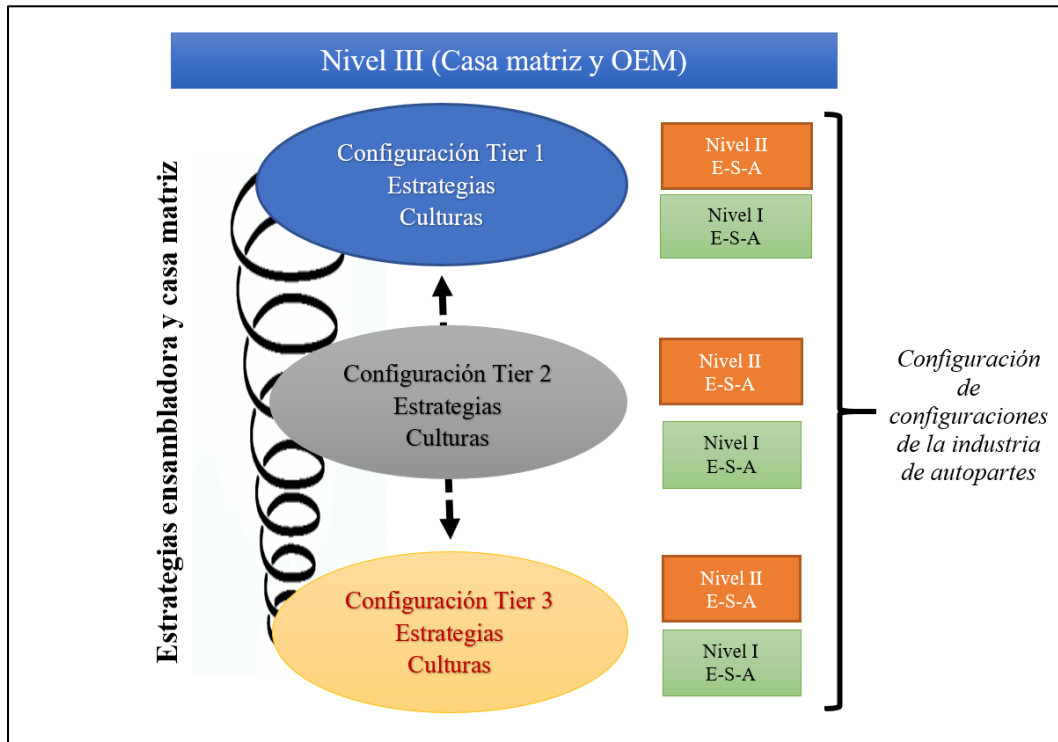 Nivel III (Casa matriz y OEM)
Estrategias ensambladora y casa matriz
Configuración Tier 1
Estrategias
Culturas
Nivel II
E-S-A
Nivel I
E-S-A
Configuración Tier 2
Estrategias
Culturas
Nivel II
E-S-A
Nivel I
E-S-A
Configuración Tier 3
Estrategias
Culturas
Nivel II
E-S-A
Nivel I
E-S-A
Configuración
de
configuraciones
de la industria
de autopartes